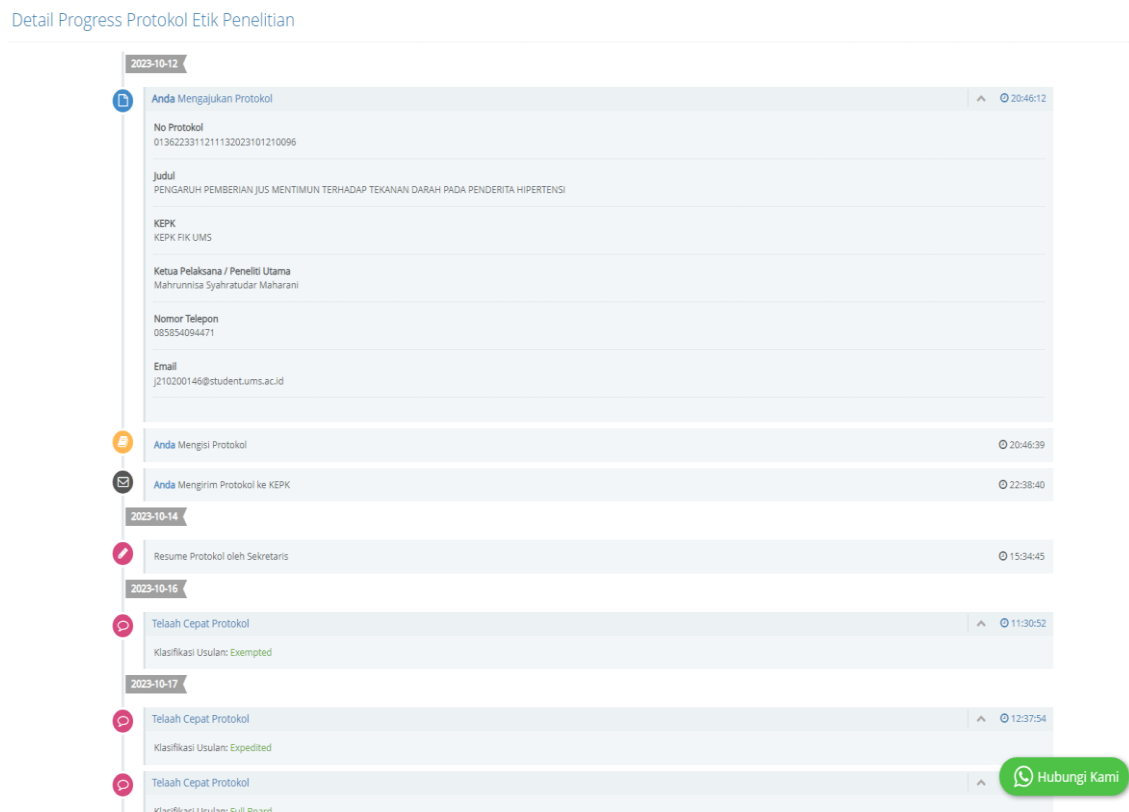 Detail Progress Protokol Etik Penelitian
2023-10-12
Anda Mengajukan Protokol
20:46:12
No Protokol
0136223311211132023101210096
Judul
PENGARUH PEMBERIAN JUS MENTIMUN TERHADAP TEKANAN DARAH PADA PENDERITA HIPERTENSI
KEPK
KEPK FIK UMS
Ketua Pelaksana / Peneliti Utama
Mahrunnisa Syahratudar Maharani
Nomor Telepon
085854094471
Email
j210200146@student.ums.ac.id
Anda Mengisi Protokol
20:46:39
Anda Mengirim Protokol ke KEPK
22:38:40
2023-10-14
Resume Protokol oleh Sekretaris
15:34:45
2023-10-16
Telaah Cepat Protokol
11:30:52
Klasifikasi Usulan: Exempted
2023-10-17
Telaah Cepat Protokol
12:37:54
Klasifikasi Usulan: Expedited
Telaah Cepat Protokol
Hubungi Kami
Klasifikasi Usulan: Full Board